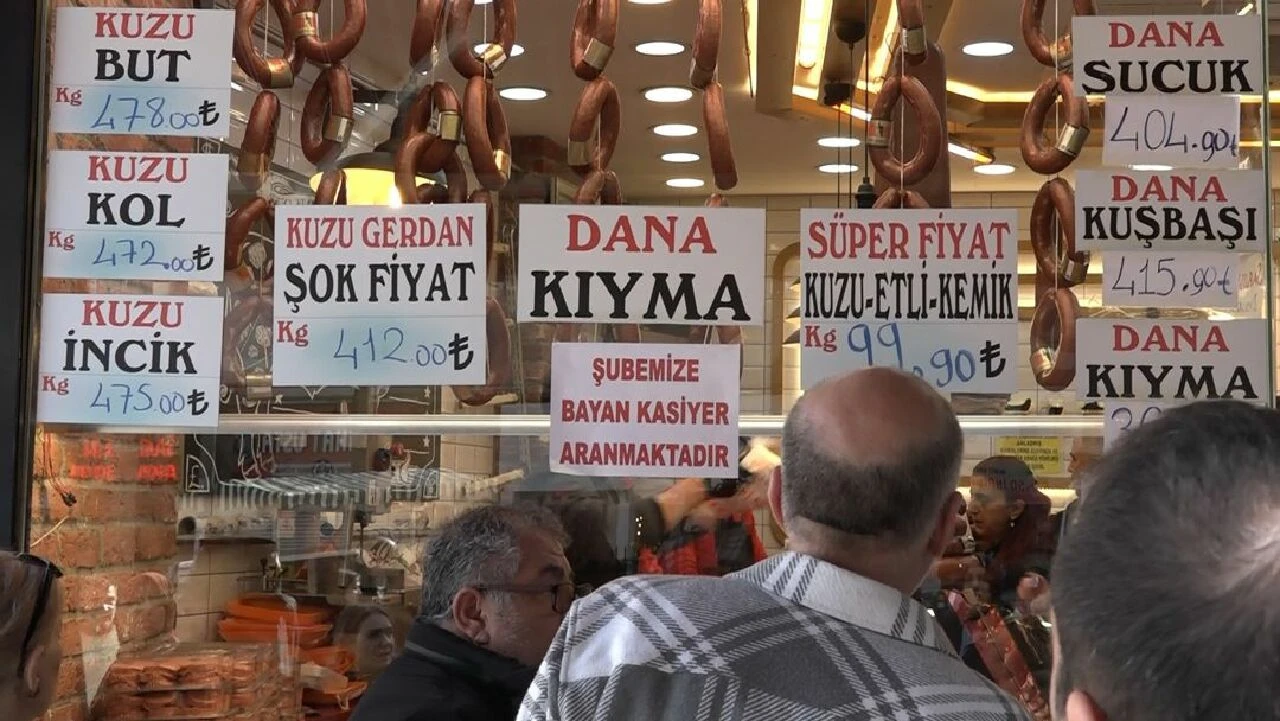 KUZU
BUT
Kg 478.00₺
KUZU
KOL
Kg 472.00₺
KUZU
İNCİK
Kg 475.00₺
KUZU GERDAN
ŞOK FİYAT
Kg 412.00₺
DANA
KIYMA
ŞUBEMİZE
BAYAN KASİYER
ARANMAKTADIR
SÜPER FİYAT
KUZU-ETLİ-KEMİK
Kg 99.90₺
DANA
SUCUK
404.90₺
DANA
KUŞBAŞI
415.90₺
DANA
KIYMA